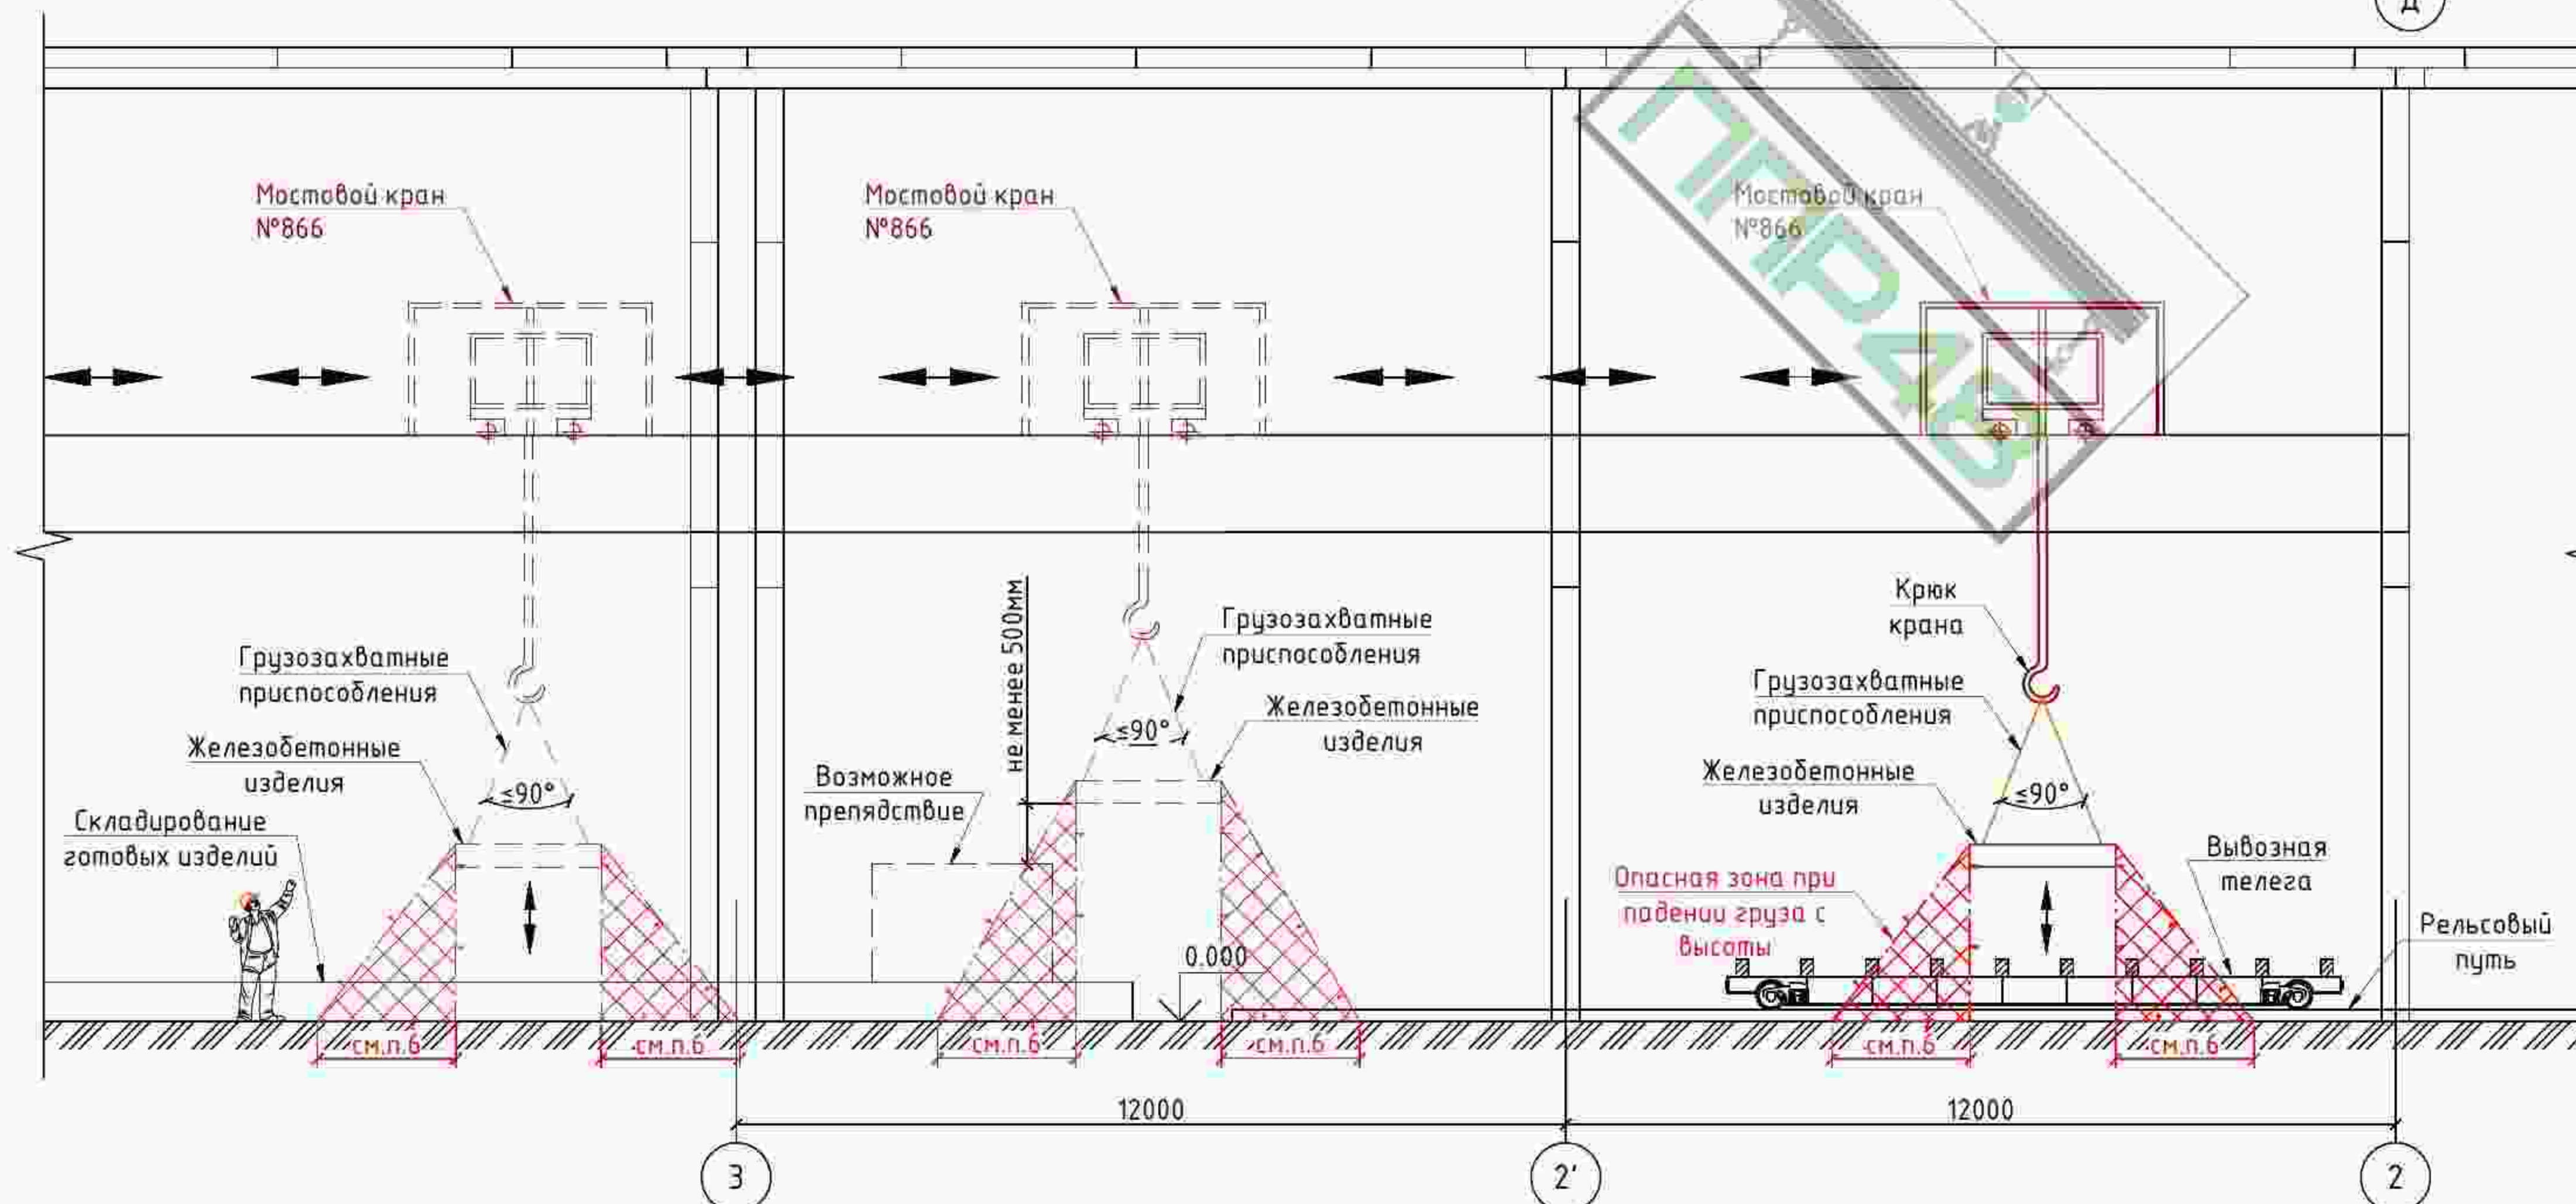 Д
Мостовой кран
№866
Мостовой кран
№866
Мостовой кран
№866
ППРАВ
Грузозахватные
приспособления
Железобетонные
изделия
Складирование
готовых изделий
≤90°
не менее 500мм
Грузозахватные
приспособления
Железобетонные
изделия
≤90°
Возможное
препядствие
0.000
Крюк
крана
Грузозахватные
приспособления
Железобетонные
изделия
≤90°
Опасная зона при
падении груза с
высоты
Вывозная
телега
Рельсовый
путь
см.п.6
см.п.6
см.п.6
см.п.6
см.п.6
см.п.6
12000
12000
3
2'
2